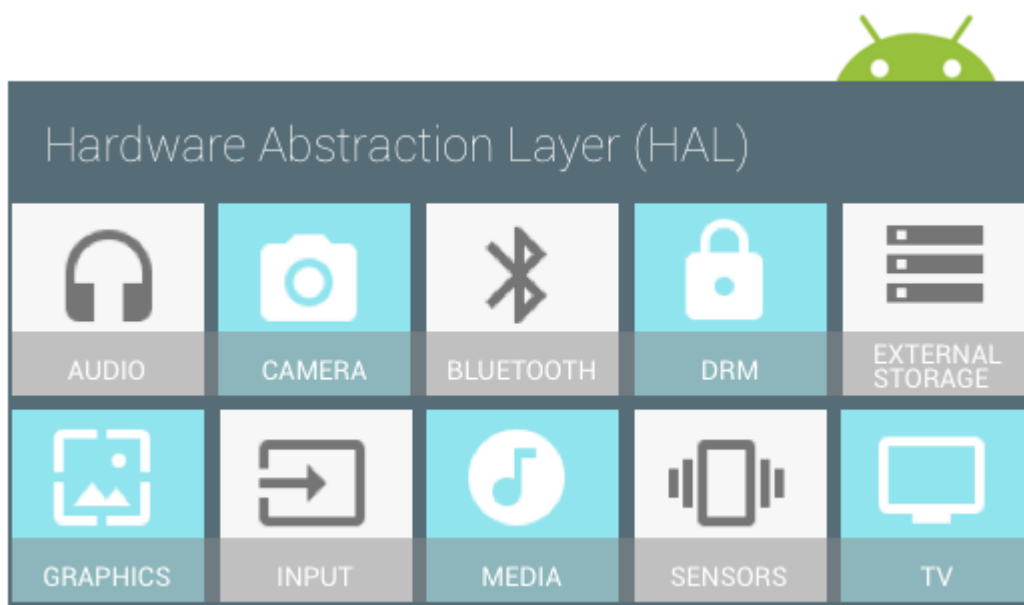 Hardware Abstraction Layer (HAL)
AUDIO
CAMERA
BLUETOOTH
DRM
EXTERNAL
STORAGE
GRAPHICS
INPUT
MEDIA
SENSORS
TV